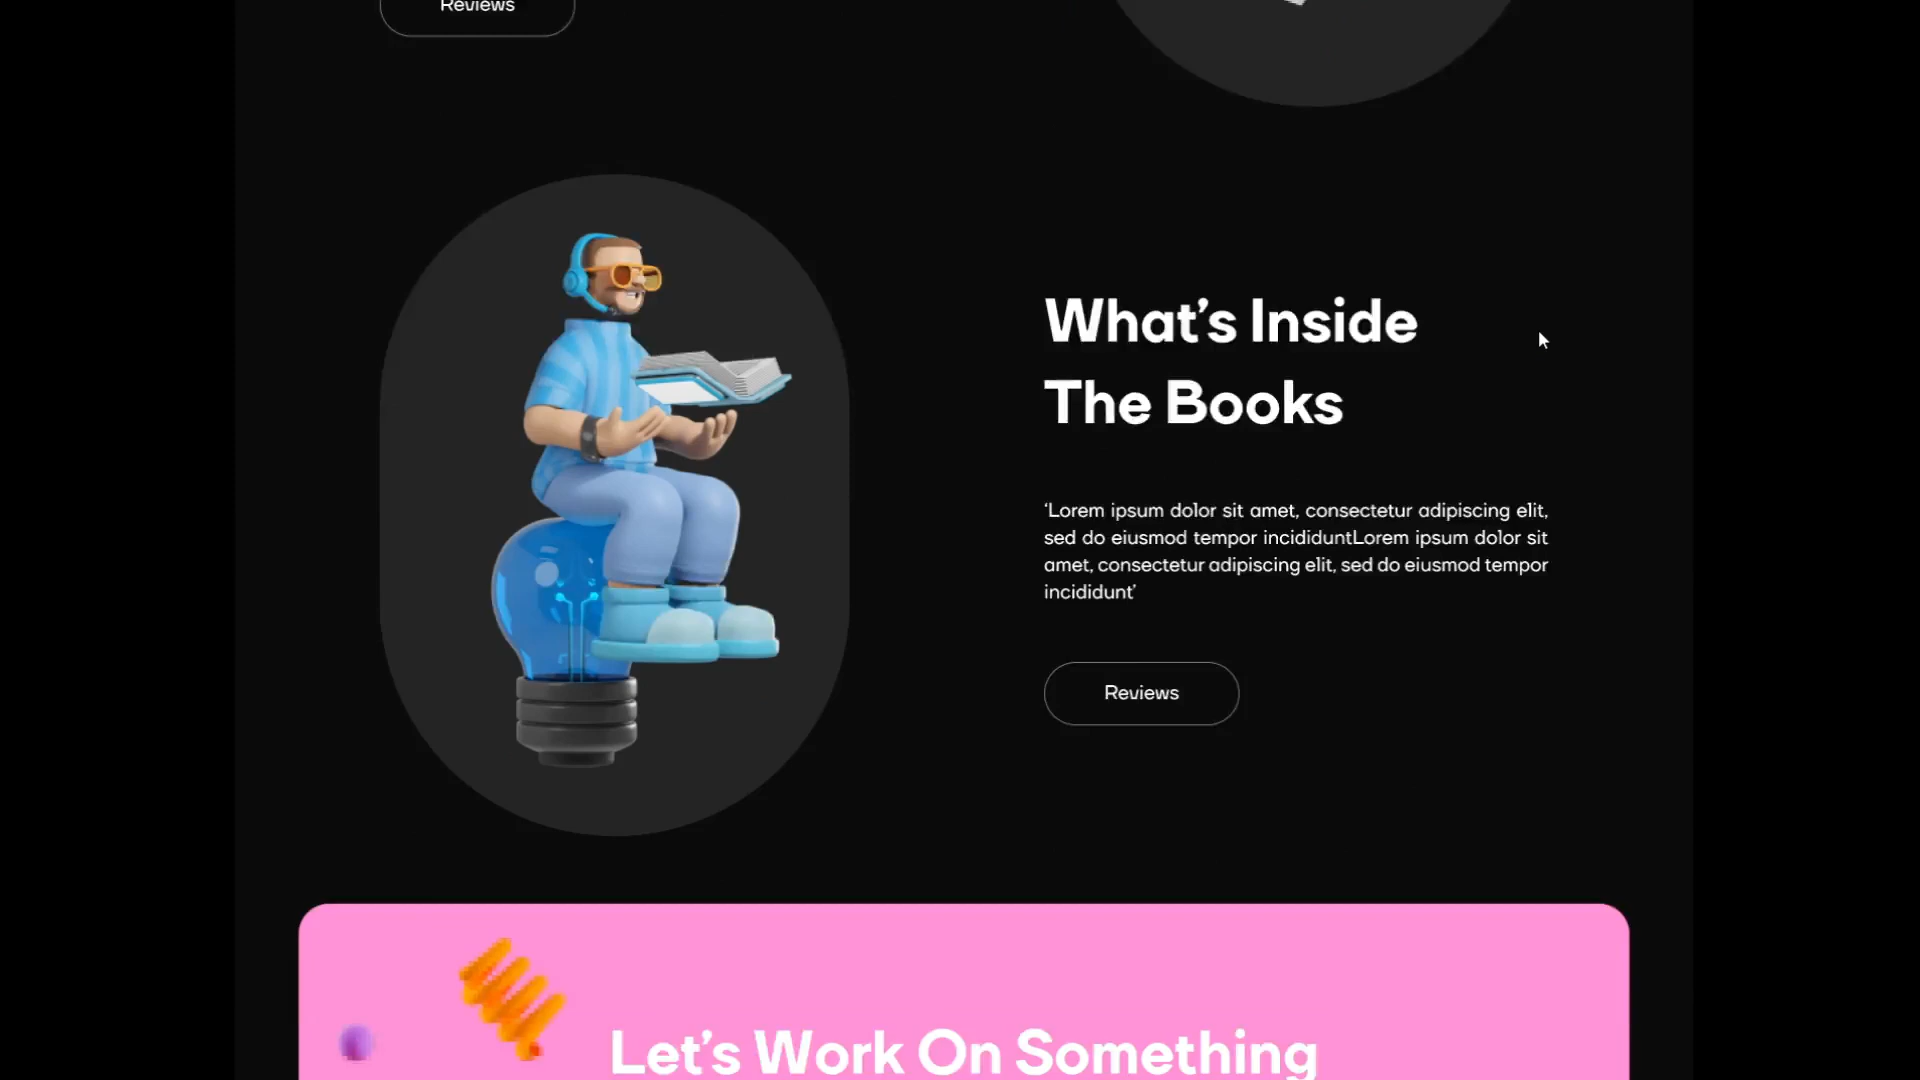 Reviews
What’s Inside
The Books
‘Lorem ipsum dolor sit amet, consectetur adipiscing elit,
sed do eiusmod tempor incididuntLorem ipsum dolor sit
amet, consectetur adipiscing elit, sed do eiusmod tempor
incididunt’
Reviews
Let’s Work On Something